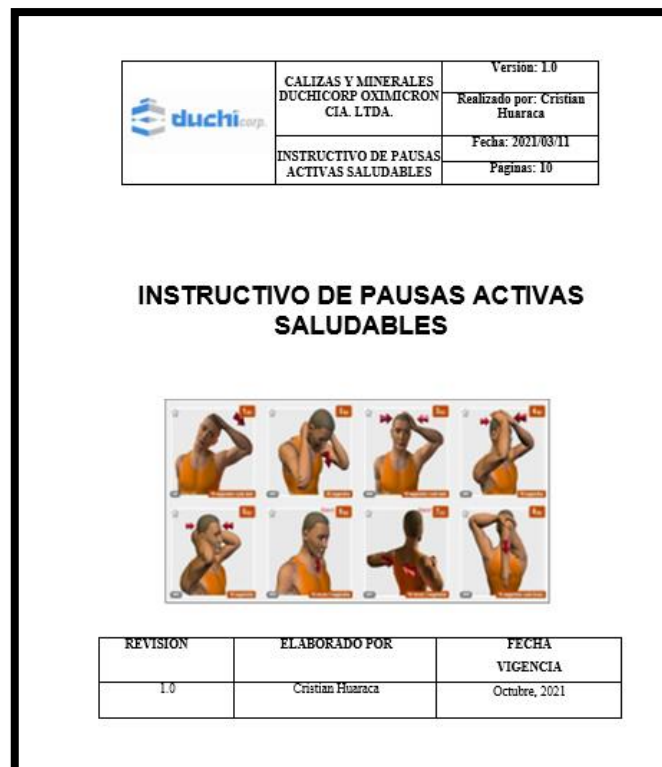 duchicorp.
CALIZAS Y MINERALES
DUCHICORP OXIMICRON
CIA. LTDA.
Version: 1.0
Realizado por: Cristian
Huaraca
INSTRUCTIVO DE PAUSAS
ACTIVAS SALUDABLES
Fecha: 2021/03/11
Paginas: 10
INSTRUCTIVO DE PAUSAS ACTIVAS
SALUDABLES
REVISION
ELABORADO POR
FECHA
VIGENCIA
1.0
Cristian Huaraca
Octubre, 2021